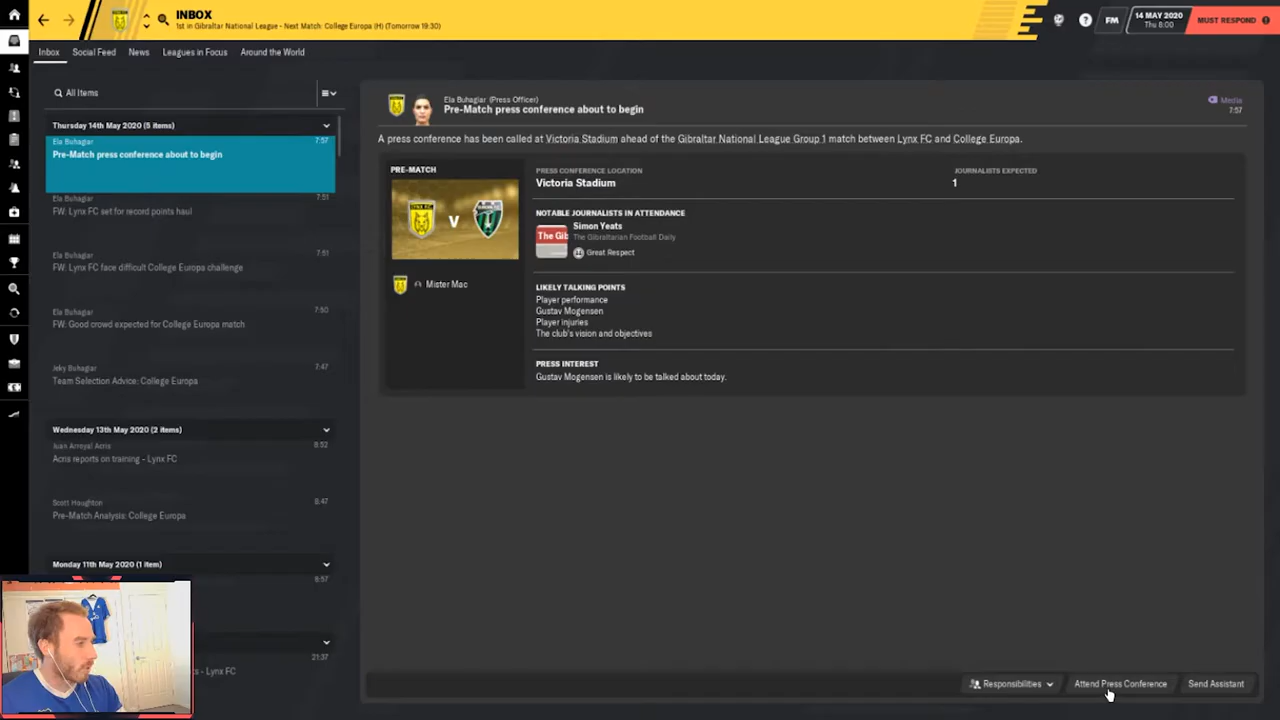 INBOX
1st in Gibraltar National League - Next Match: College Europa (H) (Tomorrow 19:30)
FM
14 MAY 2020
Thu 8:00
MUST RESPOND
Inbox Social Feed News Leagues in Focus Around the World
All Items
Thursday 14th May 2020 (5 items)
Ela Buhagiar 7:57
Pre-Match press conference about to begin
Ela Buhagiar 7:51
FW: Lynx FC set for record points haul
Ela Buhagiar 7:51
FW: Lynx FC face difficult College Europa challenge
Ela Buhagiar 7:50
FW: Good crowd expected for College Europa match
Jeky Buhagiar 7:47
Team Selection Advice: College Europa
Wednesday 13th May 2020 (2 items)
Juan Arroyal Acris 8:52
Acris reports on training - Lynx FC
Scott Houghton 8:47
Pre-Match Analysis: College Europa
Monday 11th May 2020 (1 item)
8:57
21:37
- Lynx FC
Ela Buhagiar (Press Officer)
Pre-Match press conference about to begin
Media
7:57
A press conference has been called at Victoria Stadium ahead of the Gibraltar National League Group 1 match between Lynx FC and College Europa.
PRE-MATCH
LYNX FC
V
Mister Mac
PRESS CONFERENCE LOCATION
Victoria Stadium
JOURNALISTS EXPECTED
1
NOTABLE JOURNALISTS IN ATTENDANCE
The Gib
Simon Yeats
The Gibraltarian Football Daily
Great Respect
LIKELY TALKING POINTS
Player performance
Gustav Mogensen
Player injuries
The club's vision and objectives
PRESS INTEREST
Gustav Mogensen is likely to be talked about today.
Responsibilities Attend Press Conference Send Assistant